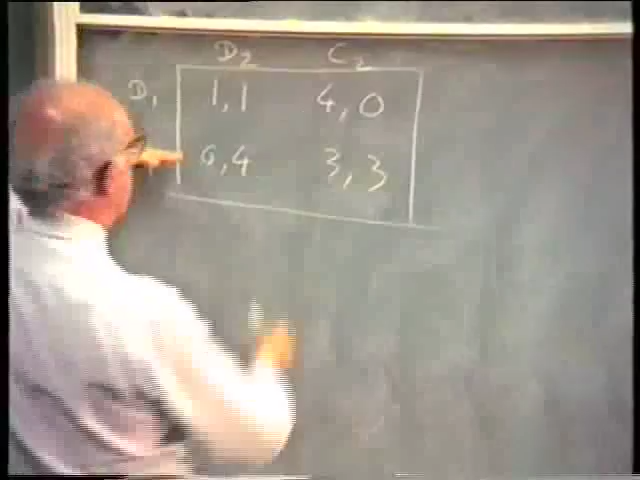 D₂ C₂
D₁ 1,1 4,0
0,4 3,3